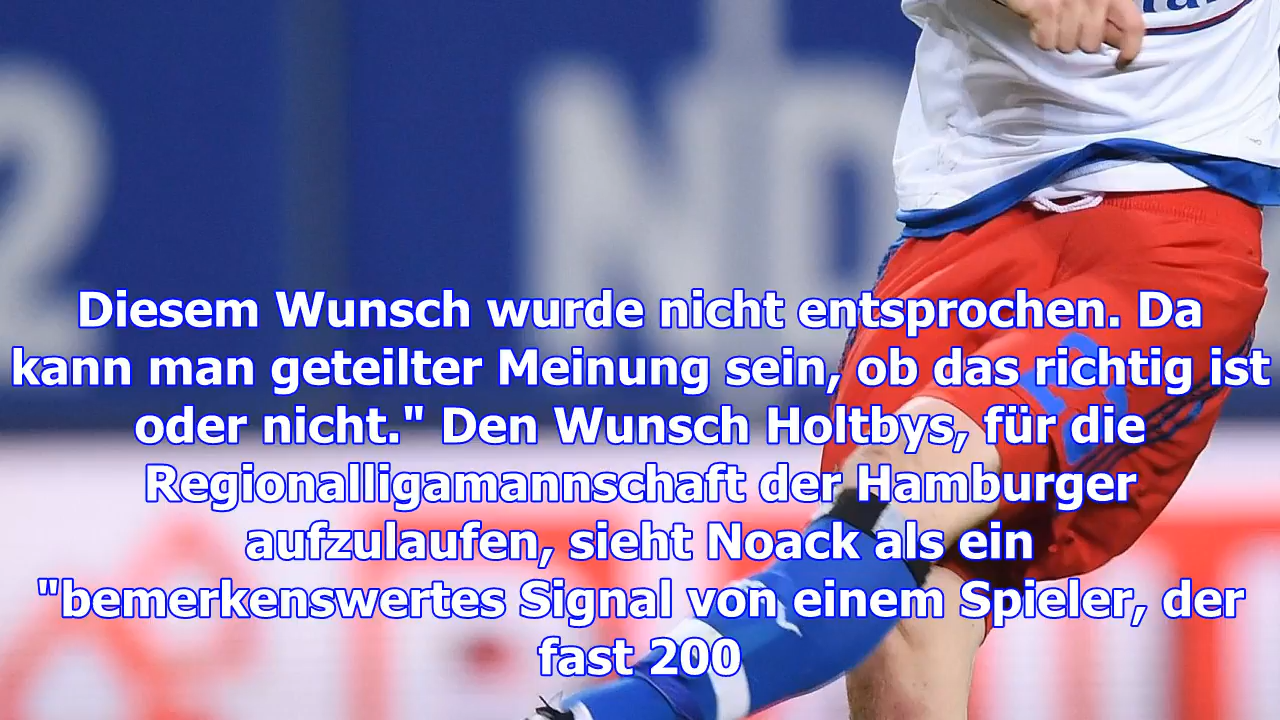 Diesem Wunsch wurde nicht entsprochen. Da
kann man geteilter Meinung sein, ob das richtig ist
oder nicht." Den Wunsch Holtbys, für die
Regionalligamannschaft der Hamburger
aufzulaufen, sieht Noack als ein
"bemerkenswertes Signal von einem Spieler, der
fast 200